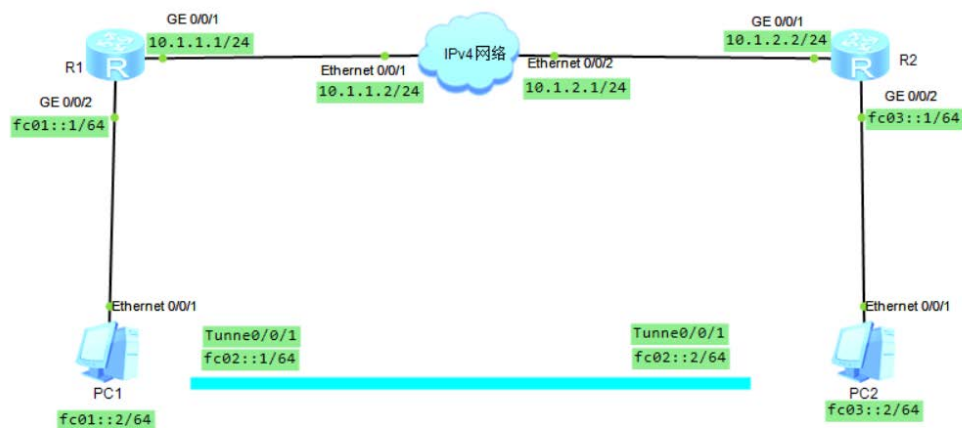 GE 0/0/1
10.1.1.1/24
R1
GE 0/0/2
fc01::1/64
Ethernet 0/0/1
10.1.1.2/24
IPv4网络
Ethernet 0/0/2
10.1.2.1/24
GE 0/0/1
10.1.2.2/24
R2
GE 0/0/2
fc03::1/64
Ethernet 0/0/1
PC1
fc01::2/64
Tunne0/0/1
fc02::1/64
Tunne0/0/1
fc02::2/64
Ethernet 0/0/1
PC2
fc03::2/64